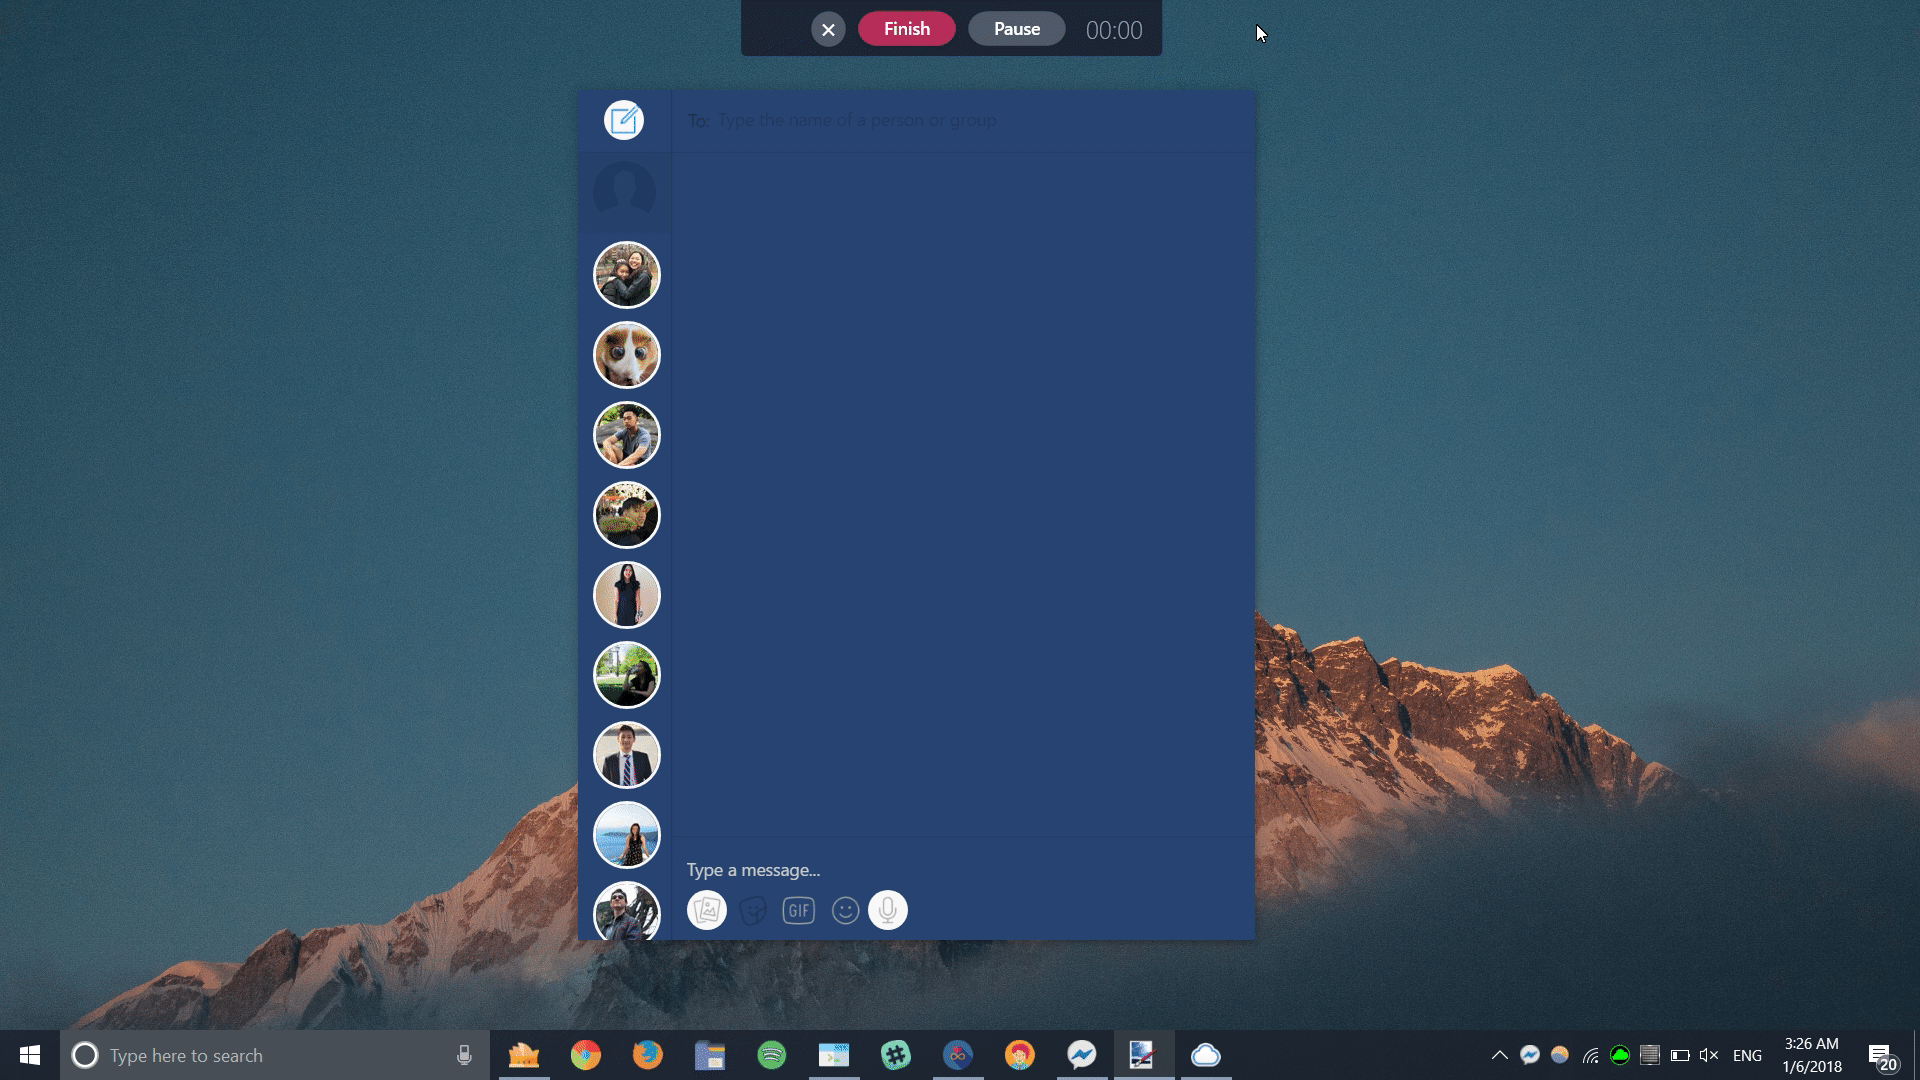 Finish
Pause
00:00
To: Type the name of a person or group
Type a message...
GIF
Type here to search
ENG
3:26 AM
1/6/2018
20